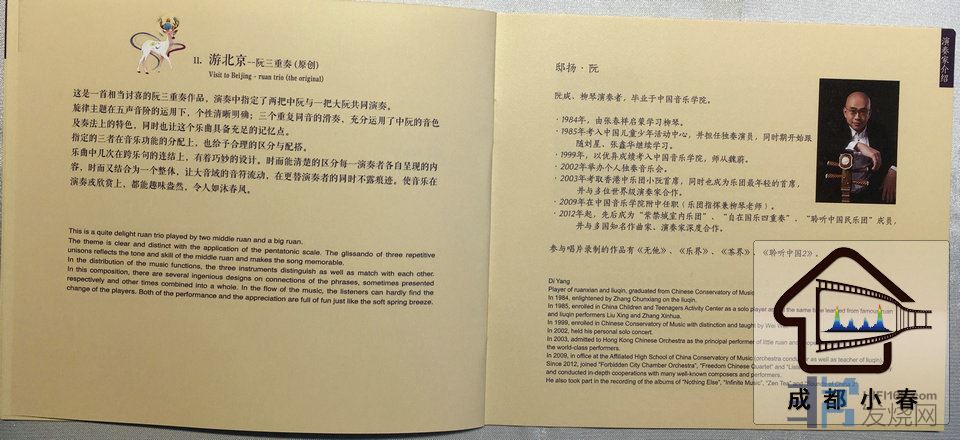 11. 游北京--阮三重奏(原创)
Visit to Beijing - ruan trio (the original)
这是一首相当讨喜的阮三重奏作品，演奏中指定了两把中阮与一把大阮共同演奏。
旋律主题在五声音阶的运用下，个性清晰明确；三个重复同音的滑奏，充分运用了中阮的音色
及奏法上的特色，同时也让这个乐曲具备充足的记忆点。
指定的三者在音乐功能的分配上，也给予合理的区分与配搭。
乐曲中几次在跨乐句的连结上，有着巧妙的设计。时而能清楚的区分每一演奏者各自呈现的内
容，时而又结合为一个整体，让大音域的音符流动，在更替演奏者的同时不露痕迹。使音乐在
演奏或欣赏上，都能趣味盎然，令人如沐春风。
This is a quite delight ruan trio played by two middle ruan and a big ruan.
The theme is clear and distinct with the application of the pentatonic scale. The glissando of three repetitive
unisons reflects the tone and skill of the middle ruan and makes the song memorable.
In the distribution of the music functions, the three instruments distinguish as well as match with each other.
In this composition, there are several ingenious designs on connections of the phrases, sometimes presented
respectively and other times combined into a whole. In the flow of the music, the listeners can hardly find the
change of the players. Both of the performance and the appreciation are full of fun just like the soft spring breeze.
演奏家介绍
邸扬·阮
阮咸、柳琴演奏者，毕业于中国音乐学院。
·1984年，由张春祥启蒙学习柳琴。
·1985年考入中国儿童少年活动中心，并担任独奏演员，同时期开始跟
随刘星、张鑫华继续学习。
·1999年，以优异成绩考入中国音乐学院，师从魏蔚。
·2002年举办个人独奏音乐会。
·2003年考取香港中乐团小阮首席，同时也成为乐团最年轻的首席，
并与多位世界级演奏家合作。
·2009年在中国音乐学院附中任职（乐团指挥兼柳琴老师）。
·2012年起，先后成为“紫禁城室内乐团”、“自在国乐四重奏”、“聆听中国民乐团”成员，
并与多国知名作曲家、演奏家深度合作。
参与唱片录制的作品有《无他》、《乐界》、《茶界》、《聆听中国2》。
Di Yang
Player of ruanxian and liuqin, graduated from Chinese Conservatory of Music
In 1984, enlightened by Zhang Chunxiang on the liuqin.
In 1985, enrolled in China Children and Teenagers Activity Center as a solo player at the same time learned from famous ruan
and liuqin performers Liu Xing and Zhang Xinhua.
In 1999, enrolled in Chinese Conservatory of Music with distinction and taught by Wei
In 2002, held his personal solo concert.
In 2003, admitted to Hong Kong Chinese Orchestra as the principal performer of little ruan and
the world-class performers.
In 2009, in office at the Affiliated High School of China Conservatory of Music (orchestra conductor as well as teacher of liuqin).
Since 2012, joined "Forbidden City Chamber Orchestra", "Freedom Chinese Quartet" and
and conducted in-depth cooperations with many well-known composers and performers.
He also took part in the recording of the albums of "Nothing Else", "Infinite Music", "Zen Tea" and
成都小春
发烧网